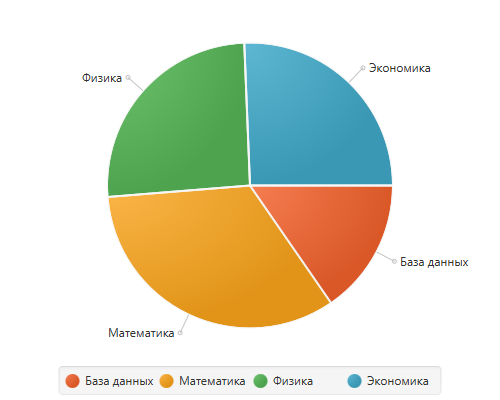 Экономика
Физика
База данных
Математика
База данных Математика Физика Экономика